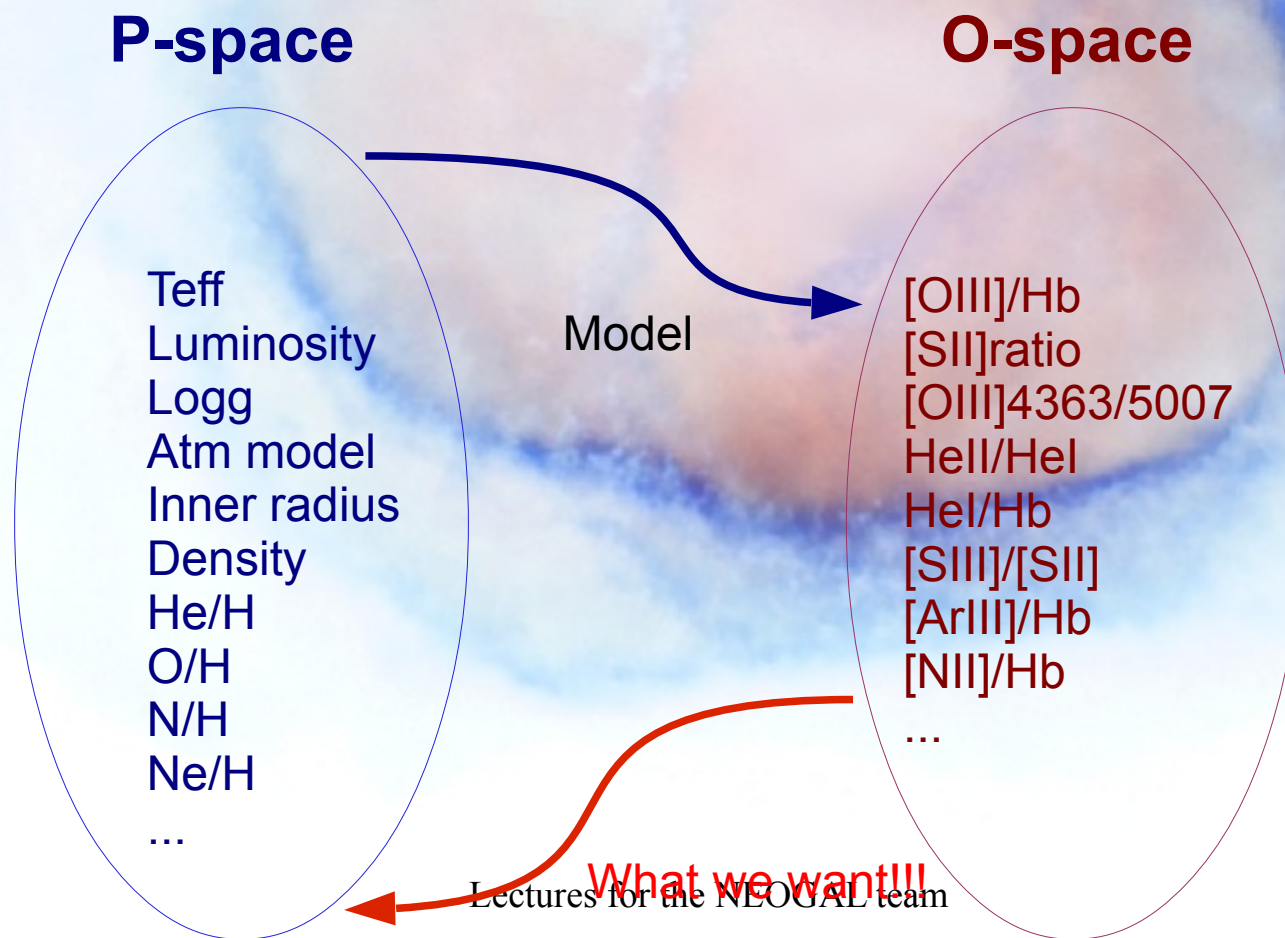 P-space
O-space
Teff
Luminosity
Logg
Atm model
Inner radius
Density
He/H
O/H
N/H
Ne/H
...
Model
[OIII]/Hb
[SII]ratio
[OIII]4363/5007
HeII/HeI
HeI/Hb
[SIII]/[SII]
[ArIII]/Hb
[NII]/Hb
...
What we want!!!
Lectures for the NEOGAL team